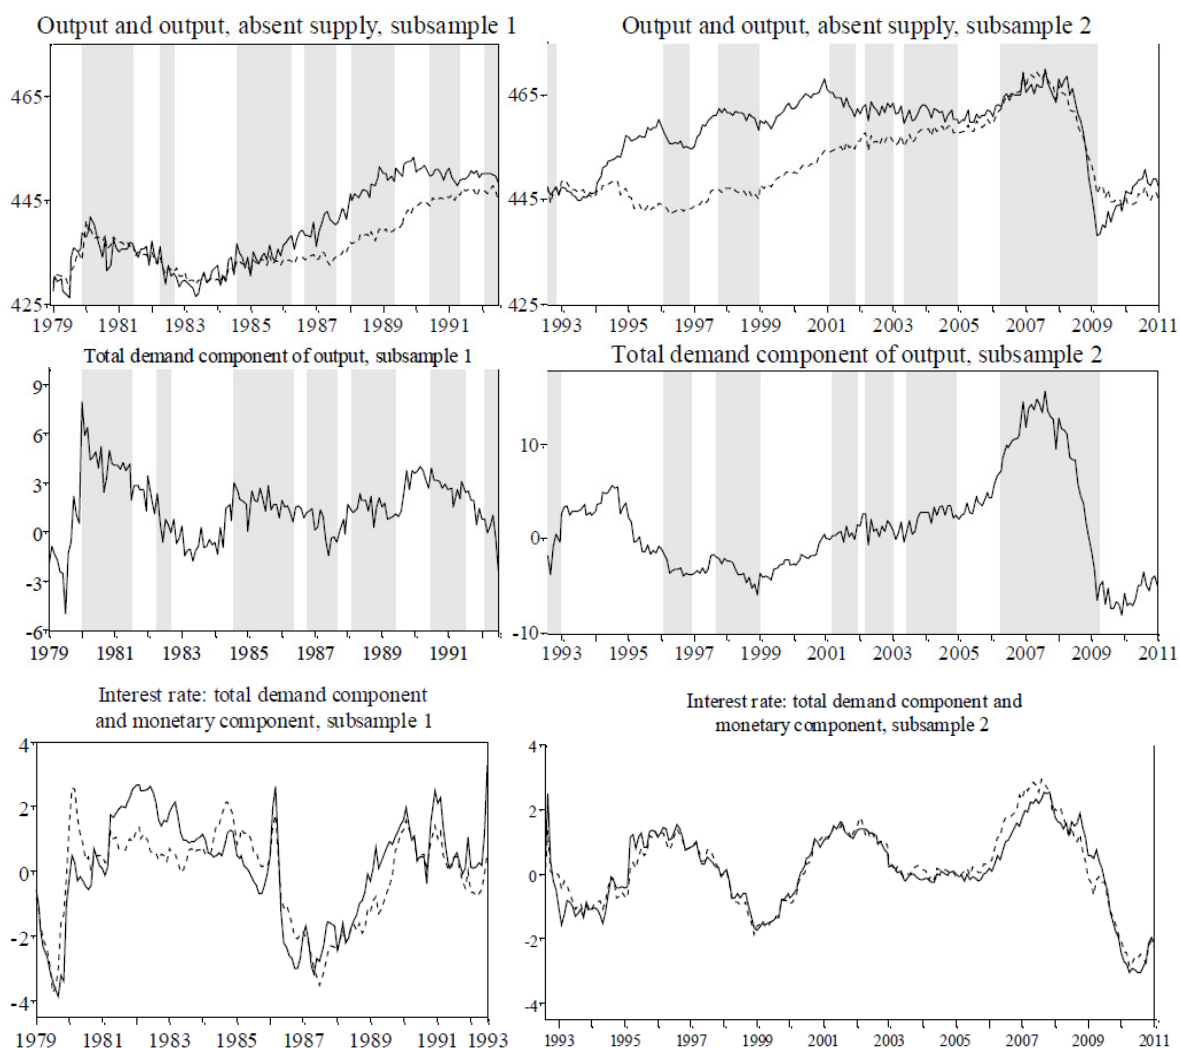 Output and output, absent supply, subsample 1
465
445
425
1979 1981 1983 1985 1987 1989 1991
Output and output, absent supply, subsample 2
465
445
425
1993 1995 1997 1999 2001 2003 2005 2007 2009 2011
Total demand component of output, subsample 1
9
6
3
0
-3
-6
1979 1981 1983 1985 1987 1989 1991
Total demand component of output, subsample 2
10
0
-10
1993 1995 1997 1999 2001 2003 2005 2007 2009 2011
Interest rate: total demand component
and monetary component, subsample 1
4
2
0
-2
-4
1979 1981 1983 1985 1987 1989 1991 1993
Interest rate: total demand component and
monetary component, subsample 2
4
2
0
-2
-4
1993 1995 1997 1999 2001 2003 2005 2007 2009 2011